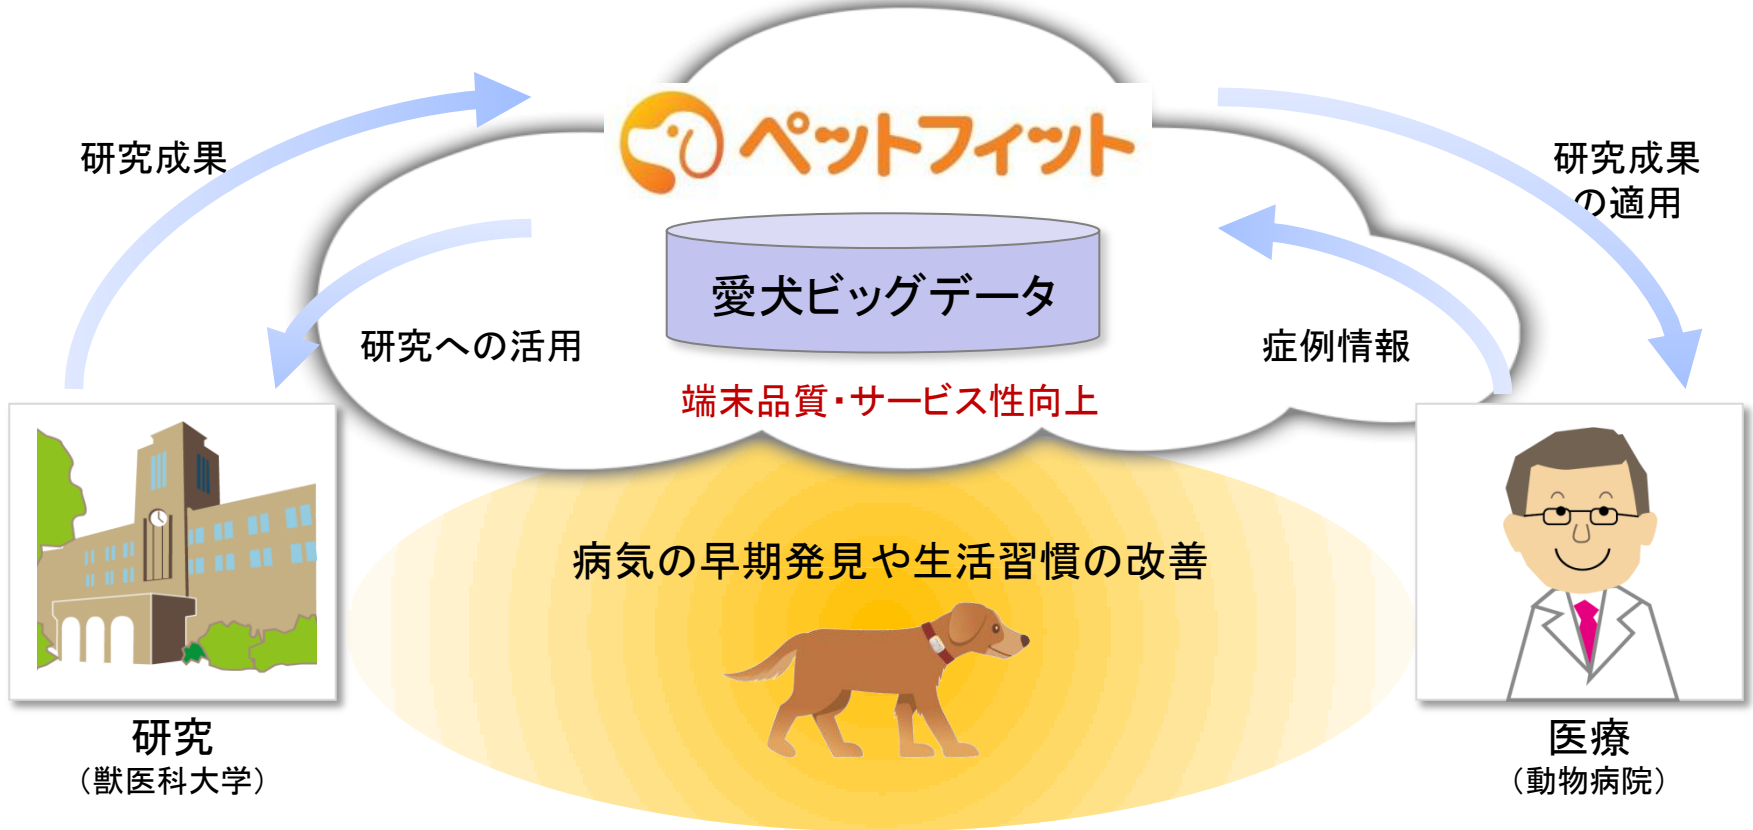 ペットフィット
研究成果
研究成果
の適用
愛犬ビッグデータ
研究への活用
症例情報
端末品質・サービス性向上
病気の早期発見や生活習慣の改善
研究
（獣医科大学）
医療
（動物病院）